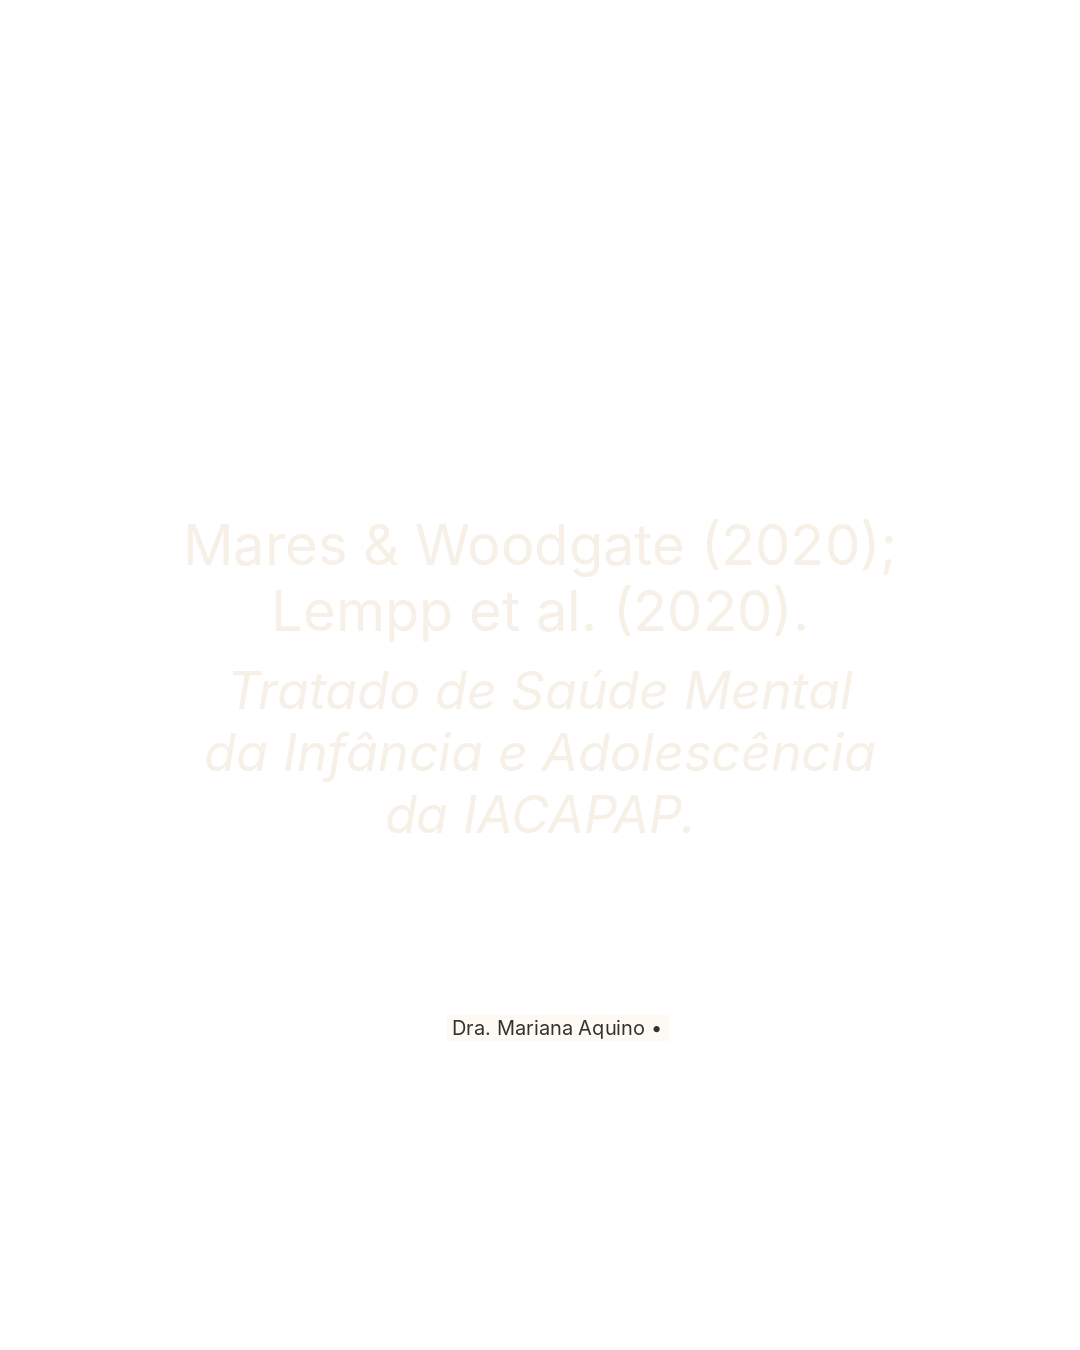 Mares & Woodgate (2020);
Lempp et al. (2020).
Tratado de Saúde Mental
da Infância e Adolescência
da IACAPAP.
Dra. Mariana Aquino •